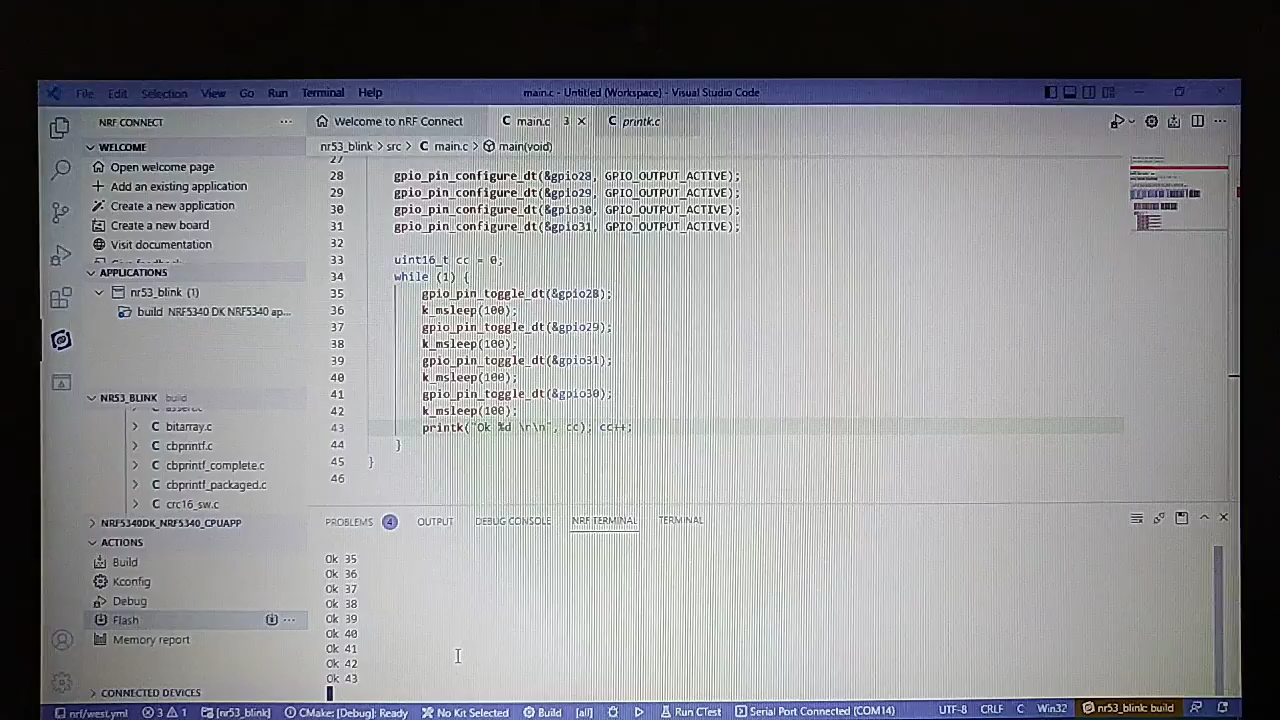 File Edit Selection View Go Run Terminal Help main.c - Untitled (Workspace) - Visual Studio Code
NRF CONNECT ...
WELCOME
Open welcome page
Add an existing application
Create a new application
Create a new board
Visit documentation
APPLICATIONS
nr53_blink (1)
build NRF5340 DK NRF5340 ap...
NR53_BLINK build
bitarray.c
cbprintf.c
cbprintf_complete.c
cbprintf_packaged.c
crc16_sw.c
NRF5340DK_NRF5340_CPUAPP
ACTIONS
Build
Kconfig
Debug
Flash
Memory report
CONNECTED DEVICES
Welcome to nRF Connect C main.c 3 C printk.c
nr53_blink > src > C main.c > main(void)
27
28 gpio_pin_configure_dt(&gpio28, GPIO_OUTPUT_ACTIVE);
29 gpio_pin_configure_dt(&gpio29, GPIO_OUTPUT_ACTIVE);
30 gpio_pin_configure_dt(&gpio30, GPIO_OUTPUT_ACTIVE);
31 gpio_pin_configure_dt(&gpio31, GPIO_OUTPUT_ACTIVE);
32
33 uint16_t cc = 0;
34 while (1) {
35 gpio_pin_toggle_dt(&gpio28);
36 k_msleep(100);
37 gpio_pin_toggle_dt(&gpio29);
38 k_msleep(100);
39 gpio_pin_toggle_dt(&gpio31);
40 k_msleep(100);
41 gpio_pin_toggle_dt(&gpio30);
42 k_msleep(100);
43 printk("Ok %d \r\n", cc); cc++;
44 }
45 }
46
PROBLEMS 4 OUTPUT DEBUG CONSOLE NRF TERMINAL TERMINAL
Ok 35
Ok 36
Ok 37
Ok 38
Ok 39
Ok 40
Ok 41
Ok 42
Ok 43
nrf/west.yml 3 1 [nr53_blink] CMake: [Debug]: Ready No Kit Selected Build [all] Run CTest Serial Port Connected (COM14) UTF-8 CRLF C Win32 nr53_blink: build